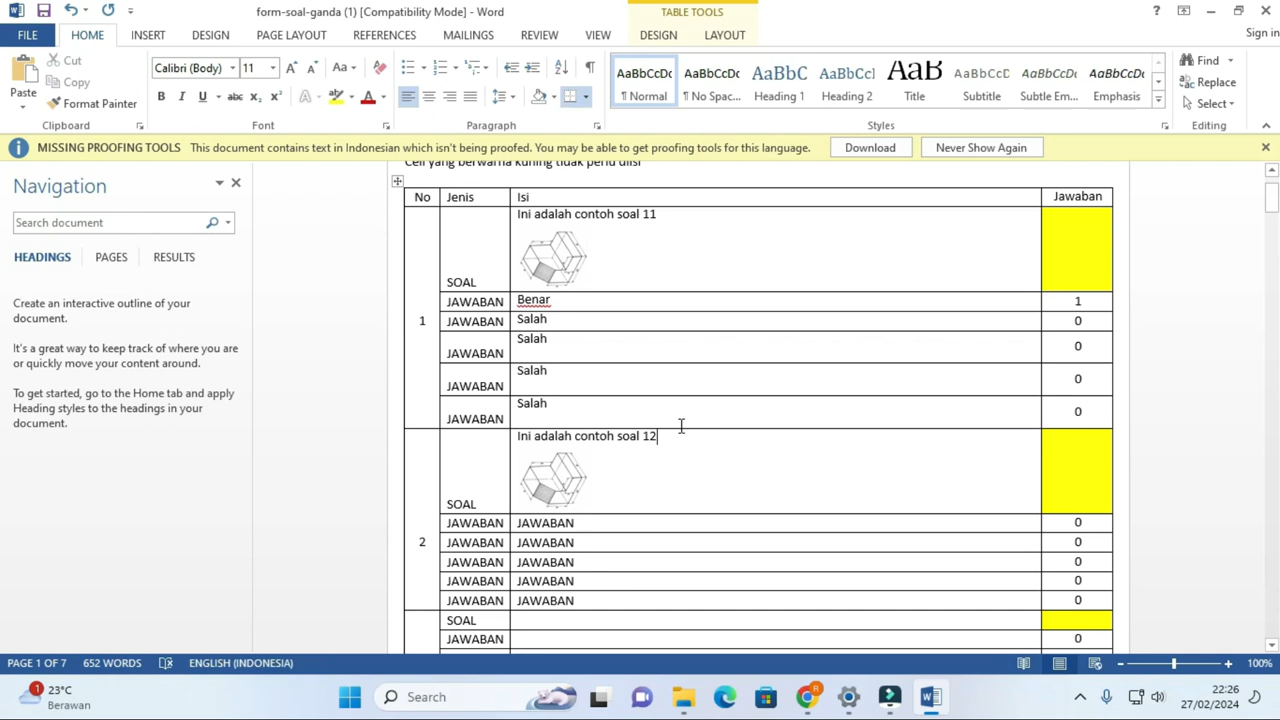 form-soal-ganda (1) [Compatibility Mode] - Word
TABLE TOOLS
?
FILE HOME INSERT DESIGN PAGE LAYOUT REFERENCES MAILINGS REVIEW VIEW DESIGN LAYOUT Sign in
Paste
Cut
Copy
Format Painter
Clipboard
Calibri (Body) 11
Font
Paragraph
AaBbCcDc AaBbCcDc AaBbC AaBbCc AaB AaBbCcD AaBbCcDc AaBbCcDc
¶ Normal ¶ No Spac... Heading 1 Heading 2 Title Subtitle Subtle Em... Emphasis
Styles
Find
Replace
Select
Editing
MISSING PROOFING TOOLS This document contains text in Indonesian which isn't being proofed. You may be able to get proofing tools for this language. Download Never Show Again
Navigation
Search document
HEADINGS PAGES RESULTS
Create an interactive outline of your
document.
It's a great way to keep track of where you are
or quickly move your content around.
To get started, go to the Home tab and apply
Heading styles to the headings in your
document.
Cell yang berwarna kuning tidak perlu diisi
No Jenis Isi Jawaban
Ini adalah contoh soal 11
SOAL
JAWABAN Benar 1
1 JAWABAN Salah 0
JAWABAN Salah 0
JAWABAN Salah 0
JAWABAN Salah 0
Ini adalah contoh soal 12
SOAL
JAWABAN JAWABAN 0
2 JAWABAN JAWABAN 0
JAWABAN JAWABAN 0
JAWABAN JAWABAN 0
JAWABAN JAWABAN 0
SOAL
JAWABAN 0
PAGE 1 OF 7 652 WORDS ENGLISH (INDONESIA) 100%
1 23°C
Berawan
Search
22:26
27/02/2024